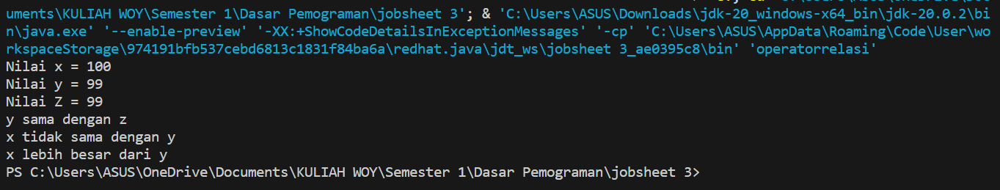 uments\KULIAH WOY\Semester 1\Dasar Pemograman\jobsheet 3'; & 'C:\Users\ASUS\Downloads\jdk-20_windows-x64_bin\jdk-20.0.2\bi
n\java.exe' '--enable-preview' '-XX:+ShowCodeDetailsInExceptionMessages' '-cp' 'C:\Users\ASUS\AppData\Roaming\Code\User\wo
rkspaceStorage\974191bfb537cebd6813c1831f84ba6a\redhat.java\jdt_ws\jobsheet 3_ae0395c8\bin' 'operatorrelasi'
Nilai x = 100
Nilai y = 99
Nilai Z = 99
y sama dengan z
x tidak sama dengan y
x lebih besar dari y
PS C:\Users\ASUS\OneDrive\Documents\KULIAH WOY\Semester 1\Dasar Pemograman\jobsheet 3>